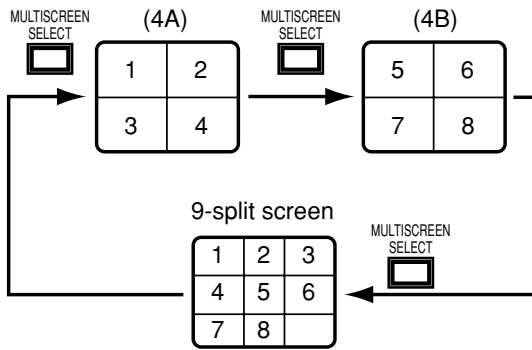 MULTISCREEN
SELECT
(4A)
MULTISCREEN
SELECT
(4B)
1 2
3 4
5 6
7 8
9-split screen
MULTISCREEN
SELECT
1 2 3
4 5 6
7 8